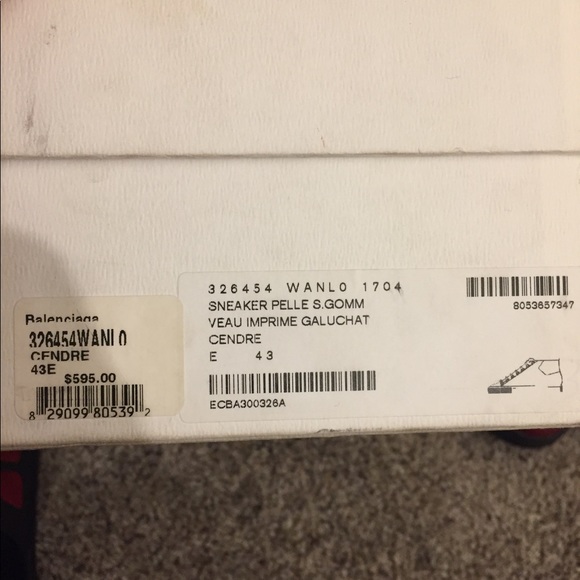 Balenciaga
326454WANL0
CENDRE
43E
$595.00
8 29099 80539 2
326454 WANL0 1704
SNEAKER PELLE S.GOMM
VEAU IMPRIME GALUCHAT
CENDRE
E 43
ECBA300326A
8053657347